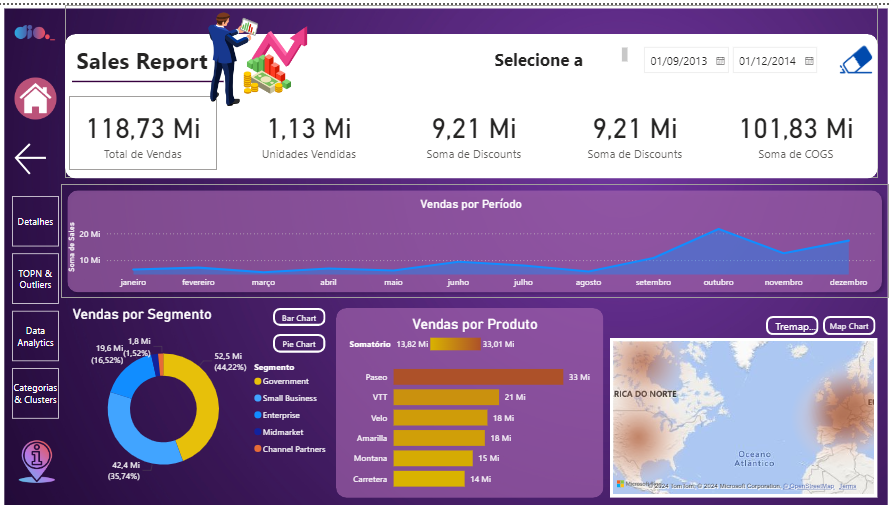 dio._
Sales Report
Selecione a
01/09/2013
01/12/2014
118,73 Mi
Total de Vendas
1,13 Mi
Unidades Vendidas
9,21 Mi
Soma de Discounts
9,21 Mi
Soma de Discounts
101,83 Mi
Soma de COGS
Detalhes
TOPN &
Outliers
Data
Analytics
Categorias
& Clusters
Vendas por Período
Soma de Sales
20 Mi
10 Mi
janeiro fevereiro março abril maio junho julho agosto setembro outubro novembro dezembro
Vendas por Segmento
Bar Chart
Pie Chart
1,8 Mi
(1,52%)
19,6 Mi
(16,52%)
52,5 Mi
(44,22%)
42,4 Mi
(35,74%)
Segmento
Government
Small Business
Enterprise
Midmarket
Channel Partners
Vendas por Produto
Somatório 13,82 Mi 33,01 Mi
Paseo 33 Mi
VTT 21 Mi
Velo 18 Mi
Amarilla 18 Mi
Montana 15 Mi
Carretera 14 Mi
Tremap...
Map Chart
RICA DO NORTE
E
Oceano
Atlântico
Microsoft
© 2024 TomTom, © 2024 Microsoft Corporation, © OpenStreetMap Terms